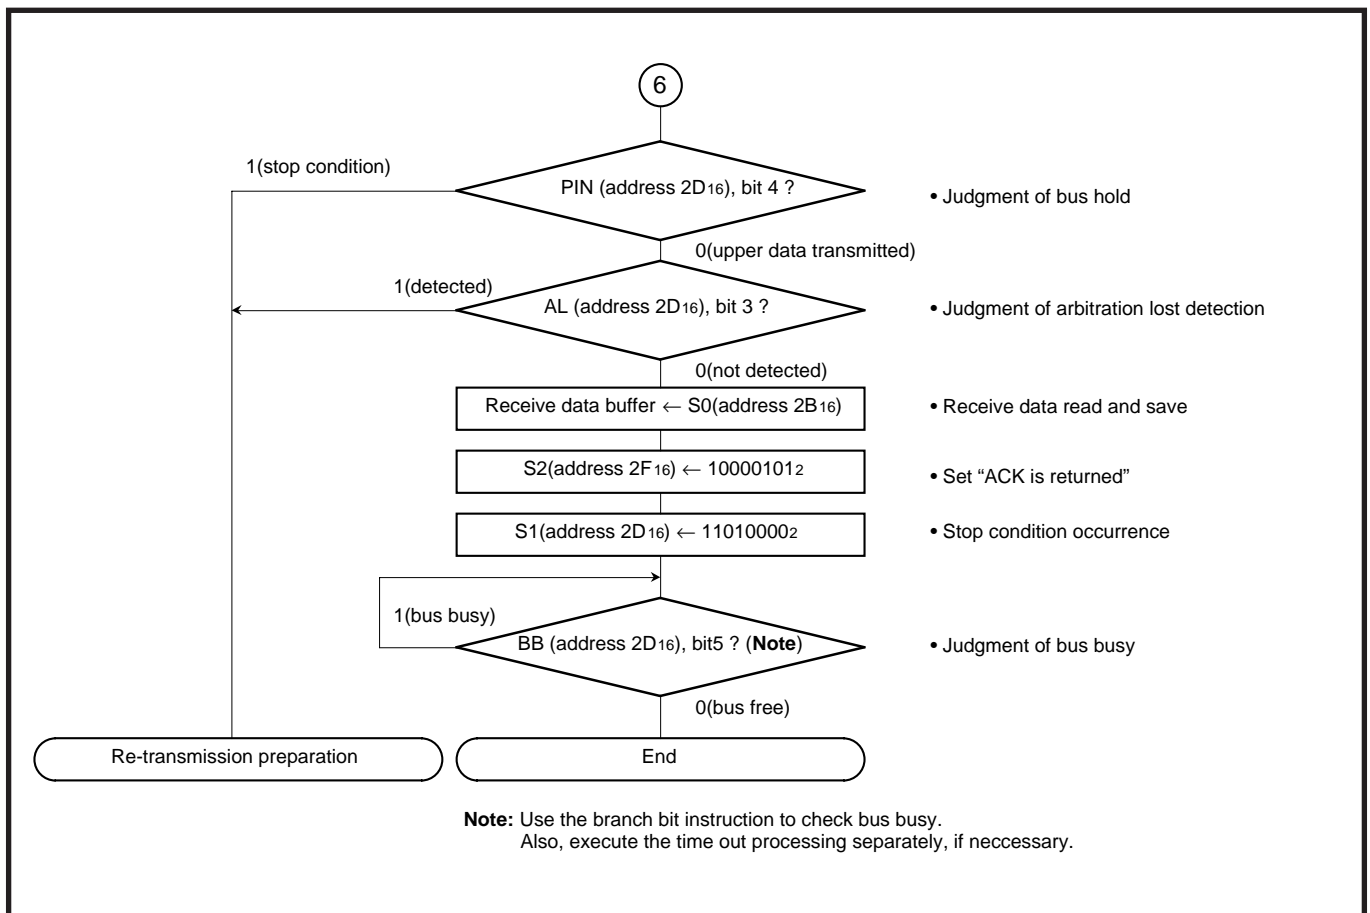 6
1(stop condition)
PIN (address 2D16), bit 4 ?
• Judgment of bus hold
0(upper data transmitted)
1(detected)
AL (address 2D16), bit 3 ?
• Judgment of arbitration lost detection
0(not detected)
Receive data buffer ← S0(address 2B16)
• Receive data read and save
S2(address 2F16) ← 100001012
• Set “ACK is returned”
S1(address 2D16) ← 110100002
• Stop condition occurrence
1(bus busy)
BB (address 2D16), bit5 ? (Note)
• Judgment of bus busy
0(bus free)
Re-transmission preparation
End
Note: Use the branch bit instruction to check bus busy.
Also, execute the time out processing separately, if neccessary.